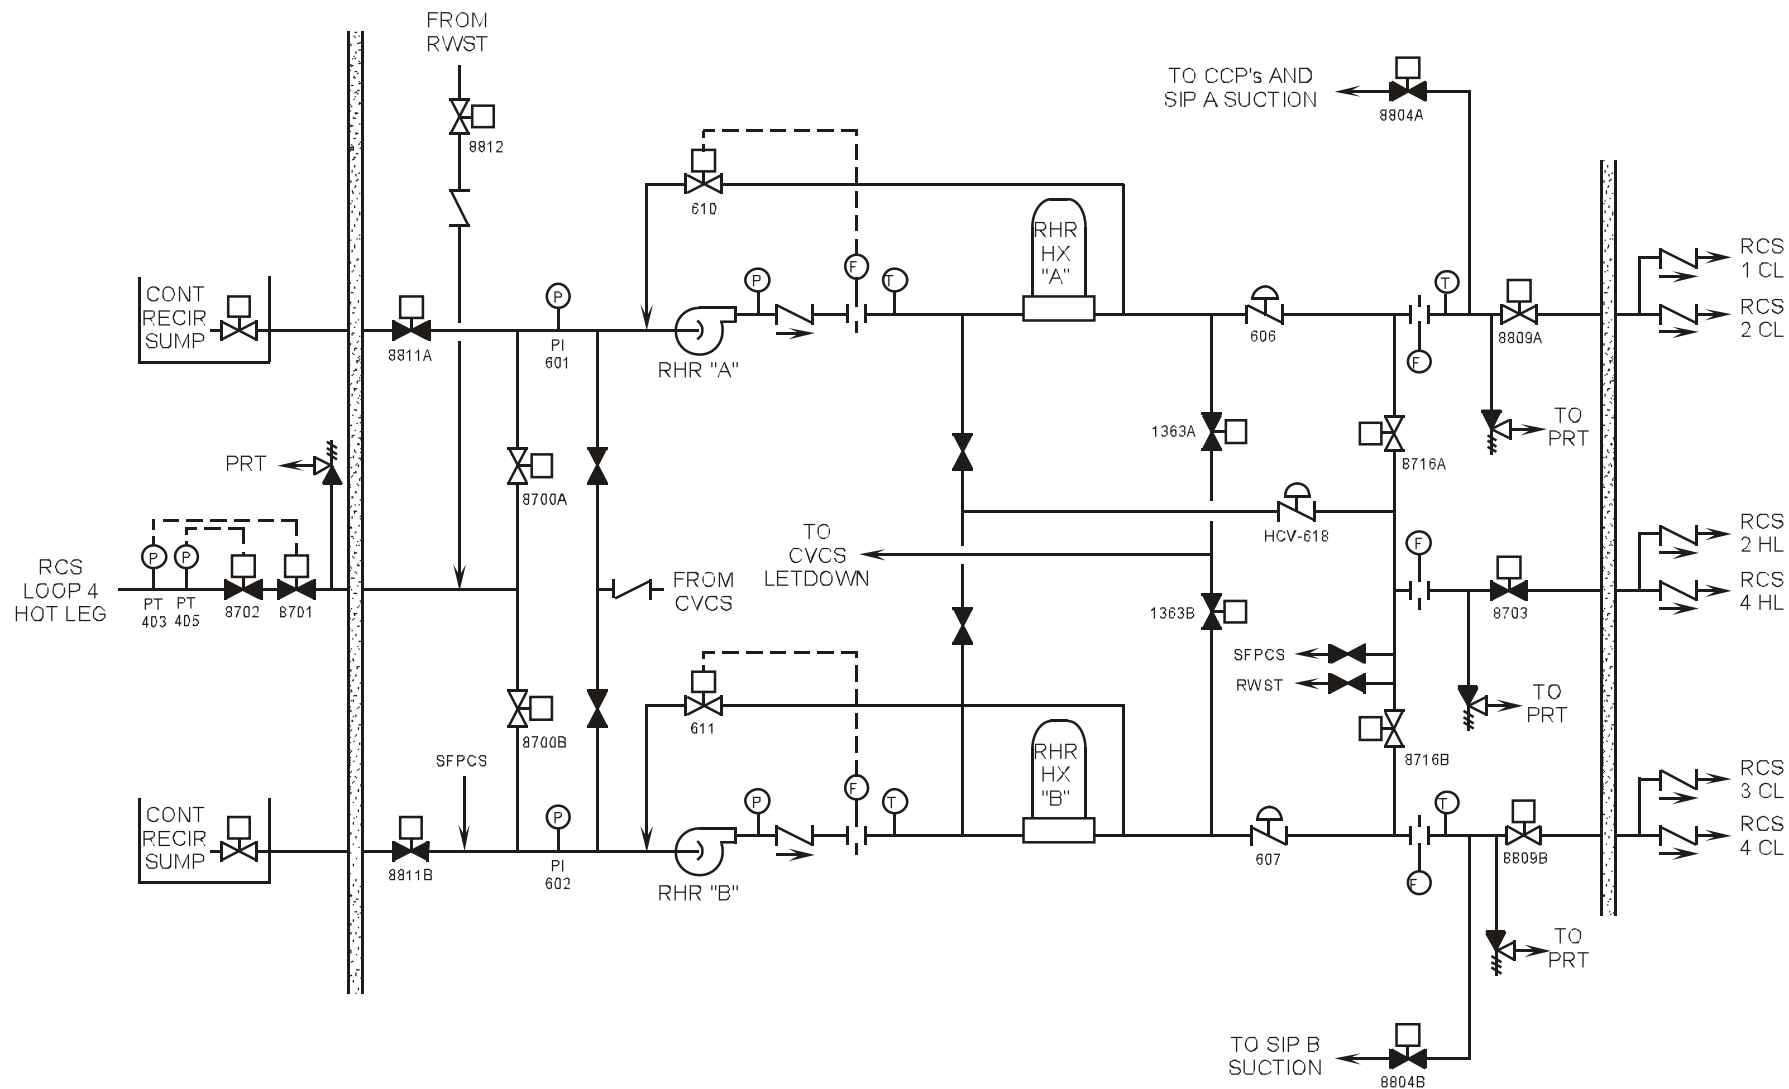 FROM
RWST
8812
TO CCP's AND
SIP A SUCTION
8804A
610
RHR
HX
"A"
P
F
T
T
CONT
RECIR
SUMP
8811A
P
PI
601
RHR "A"
606
F
8809A
RCS
1 CL
RCS
2 CL
TO
PRT
PRT
8700A
1363A
8716A
HCV-618
TO
CVCS
LETDOWN
FROM
CVCS
RCS
LOOP 4
HOT LEG
P
P
PT
403
PT
405
8702
8701
F
8703
RCS
2 HL
RCS
4 HL
1363B
SFPCS
RWST
TO
PRT
8700B
611
8716B
SFPCS
RHR
HX
"B"
P
F
T
T
CONT
RECIR
SUMP
8811B
P
PI
602
RHR "B"
607
F
8809B
RCS
3 CL
RCS
4 CL
TO
PRT
TO SIP B
SUCTION
8804B